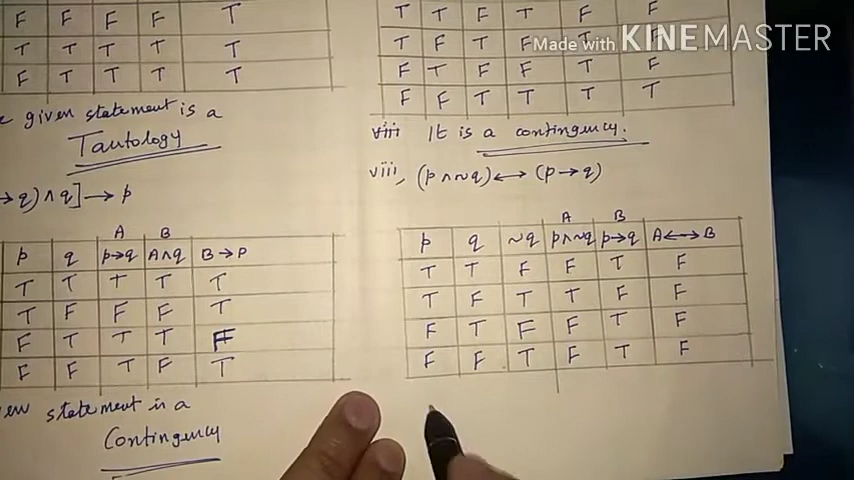 F F F F T
T T T T T
F T T T T
given statement is a
Tautology
→q) ∧ q] → p
A B
p q p→q A∧q B→P
T T T T T
T F F F T
F T T T F
F F T F T
statement is a
Contingency
Made with KINEMASTER
T T F T F F
T F T F T
F T F F T F
F F T T T T
viii It is a contingency.
viii, (p ∧ ~q) ⟷ (p → q)
A B
p q ~q p∧~q p→q A⟷B
T T F F T F
T F T T F F
F T F F T F
F F T F T F